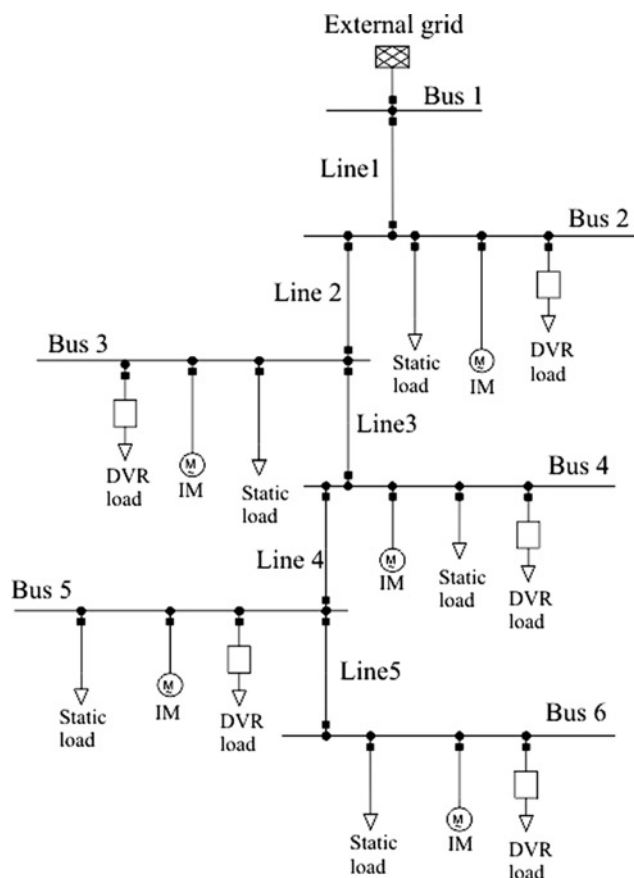 External grid
Bus 1
Line1
Bus 2
Line 2
Static
load
IM
DVR
load
Bus 3
DVR
load
IM
Static
load
Line3
Bus 4
Line 4
IM
Static
load
DVR
load
Bus 5
Static
load
IM
DVR
load
Line5
Bus 6
Static
load
IM
DVR
load
M
M
M
M
M